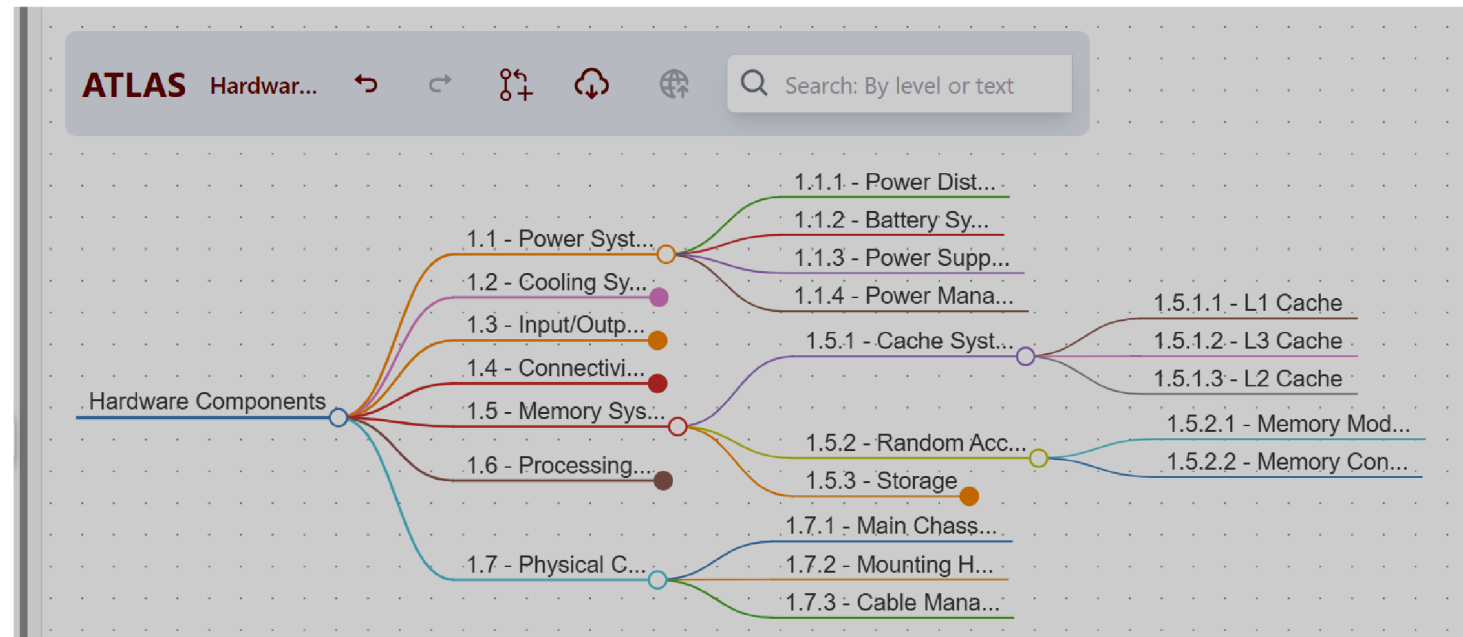 ATLAS Hardwar... Search: By level or text
Hardware Components
1.1 - Power Syst...
1.1.1 - Power Dist...
1.1.2 - Battery Sy...
1.1.3 - Power Supp...
1.1.4 - Power Mana...
1.2 - Cooling Sy...
1.3 - Input/Outp...
1.4 - Connectivi...
1.5 - Memory Sys...
1.5.1 - Cache Syst...
1.5.1.1 - L1 Cache
1.5.1.2 - L3 Cache
1.5.1.3 - L2 Cache
1.5.2 - Random Acc...
1.5.2.1 - Memory Mod...
1.5.2.2 - Memory Con...
1.5.3 - Storage
1.6 - Processing...
1.7 - Physical C...
1.7.1 - Main Chass...
1.7.2 - Mounting H...
1.7.3 - Cable Mana...